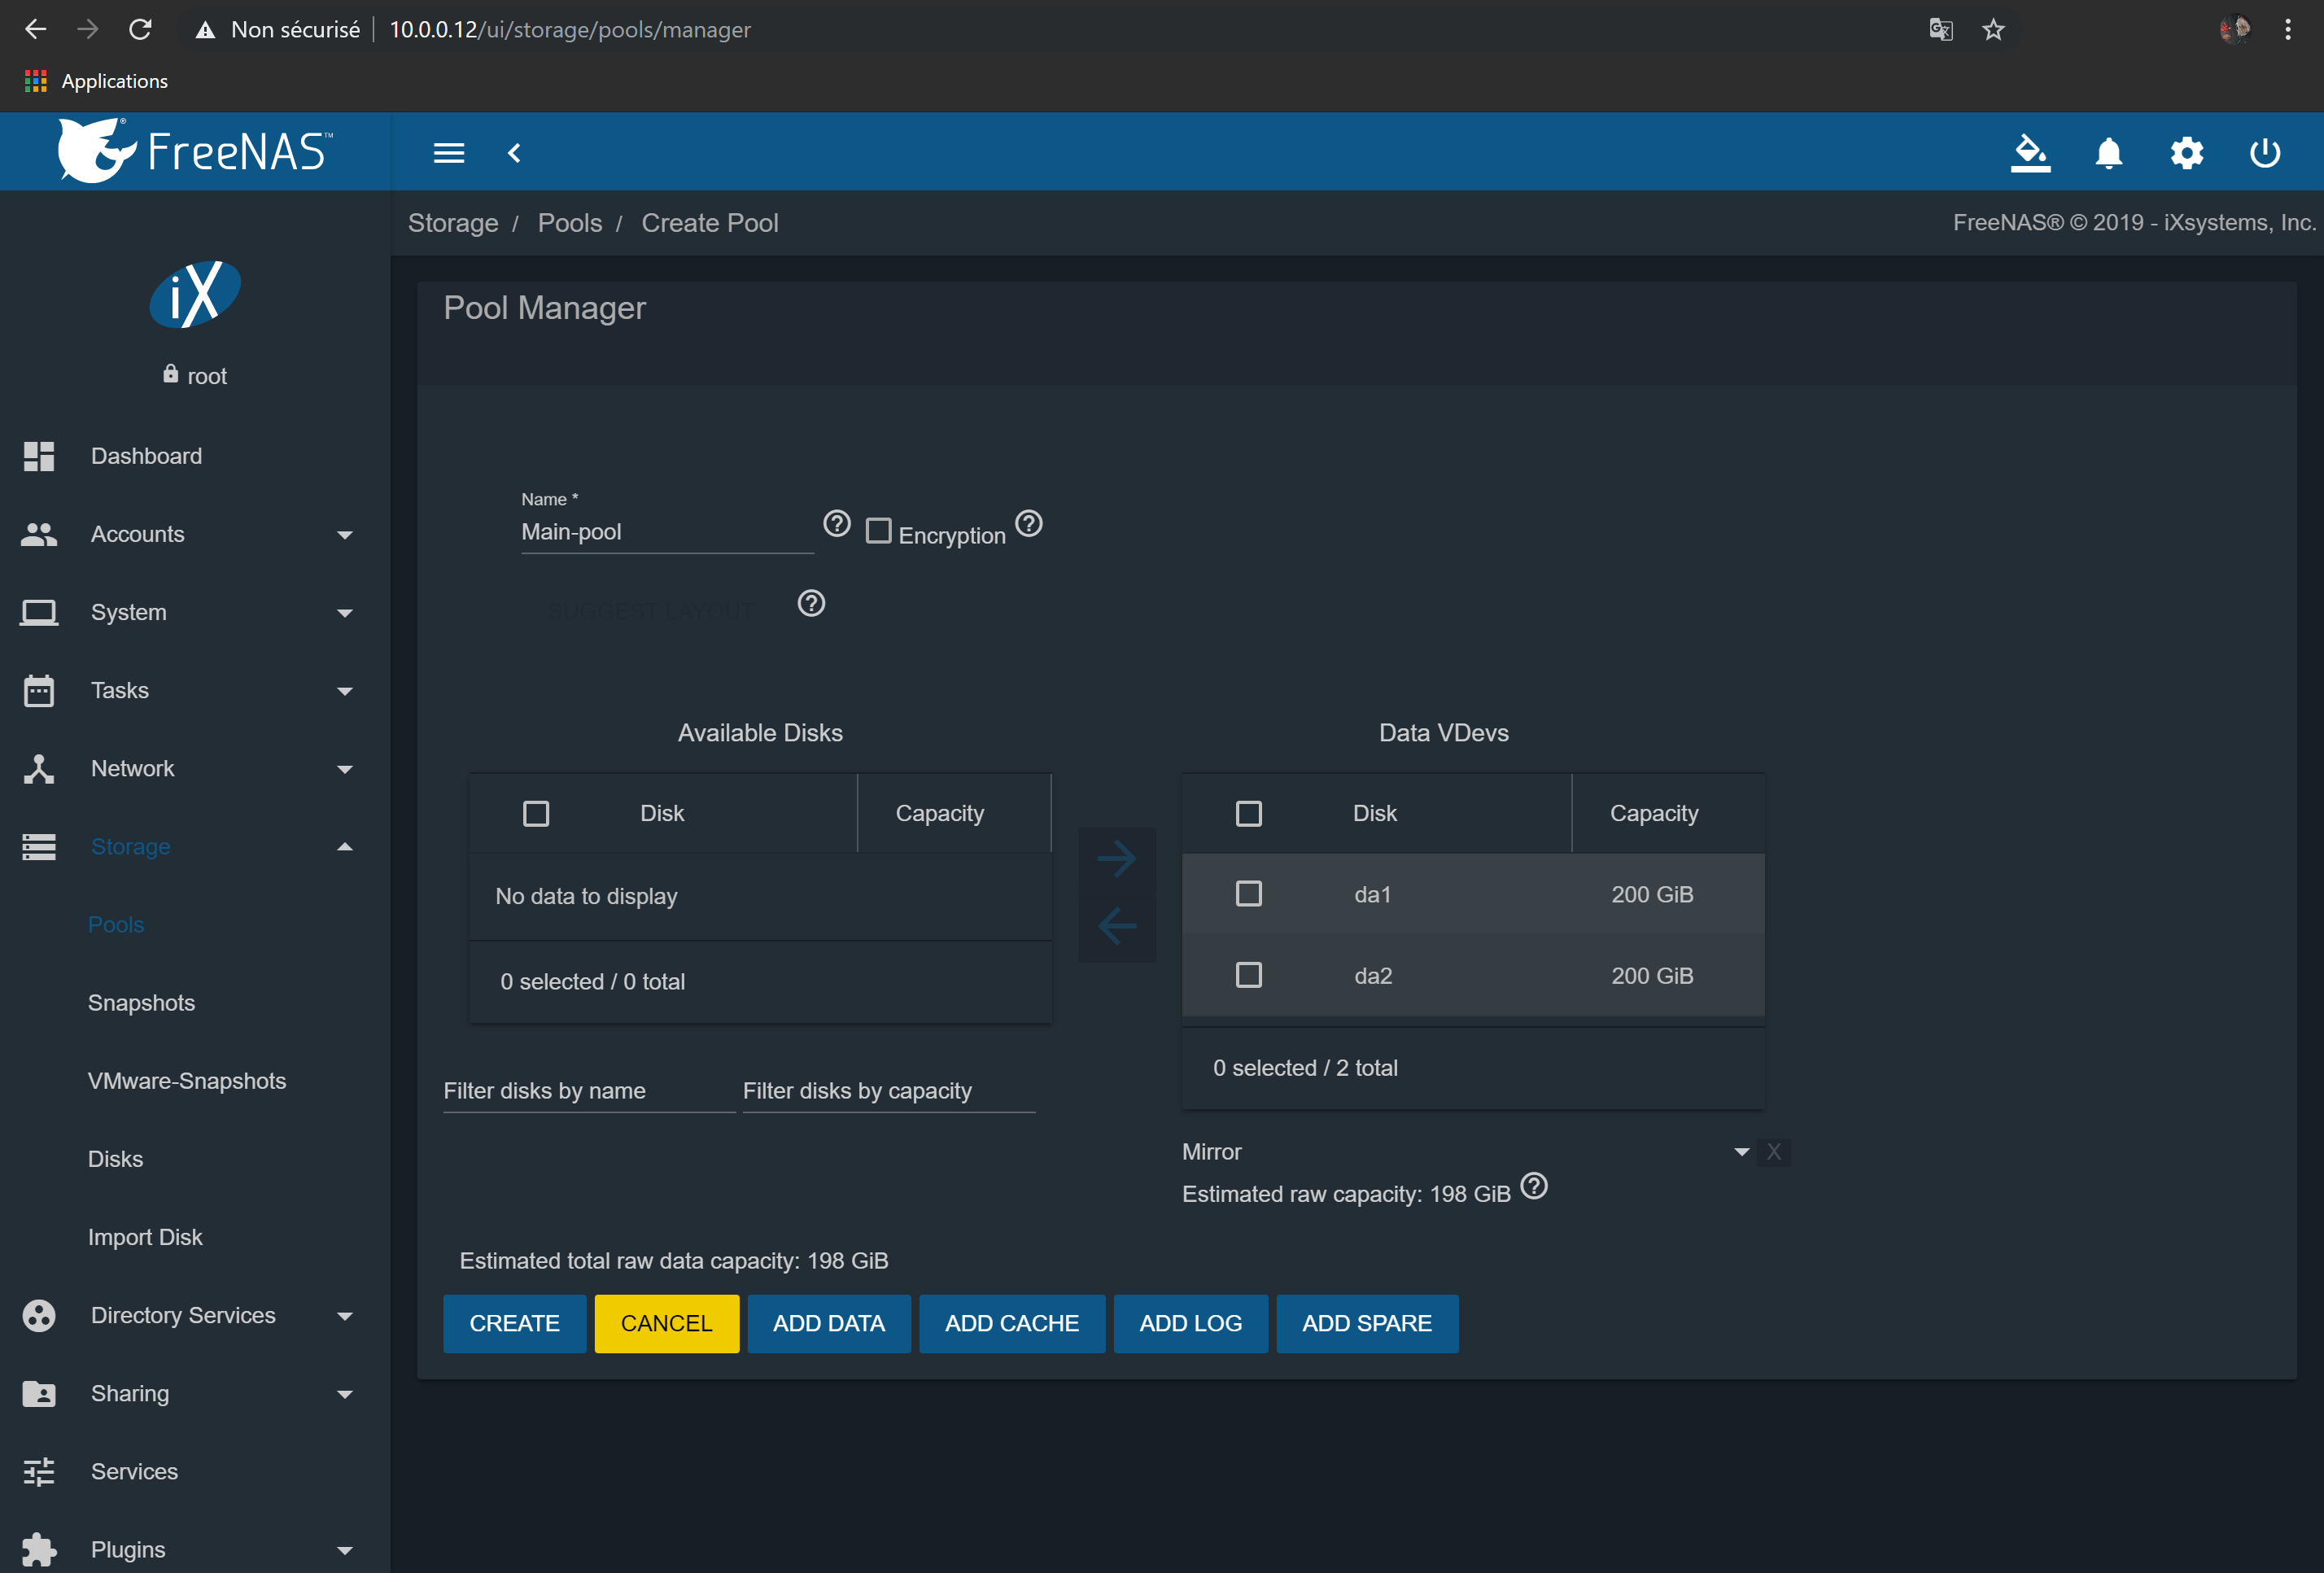 Non sécurisé | 10.0.0.12/ui/storage/pools/manager
Applications
FreeNAS™
Storage / Pools / Create Pool
FreeNAS® © 2019 - iXsystems, Inc.
iX
root
Dashboard
Accounts
System
Tasks
Network
Storage
Pools
Snapshots
VMware-Snapshots
Disks
Import Disk
Directory Services
Sharing
Services
Plugins
Pool Manager
Name *
Main-pool
Encryption
SUGGEST LAYOUT
Available Disks
Disk Capacity
No data to display
0 selected / 0 total
Filter disks by name Filter disks by capacity
Data VDevs
Disk Capacity
da1 200 GiB
da2 200 GiB
0 selected / 2 total
Mirror X
Estimated raw capacity: 198 GiB
Estimated total raw data capacity: 198 GiB
CREATE CANCEL ADD DATA ADD CACHE ADD LOG ADD SPARE